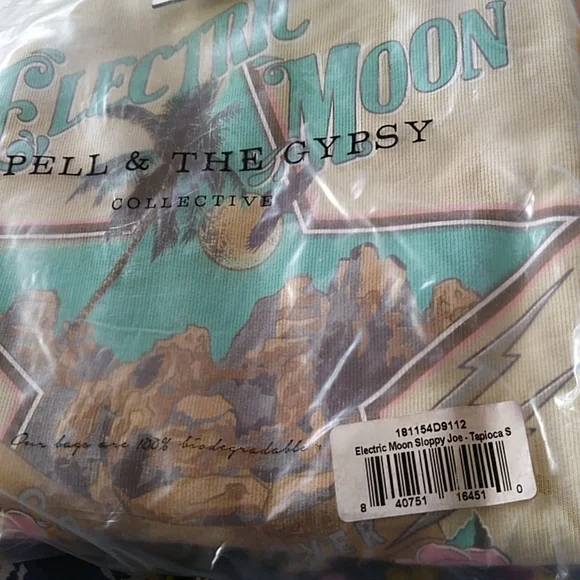 ELECTRIC
MOON
PELL & THE GYPSY
COLLECTIVE
Our bags are 100% biodegradable
181154D9112
Electric Moon Sloppy Joe - Tapioca S
8 40751 16451 0